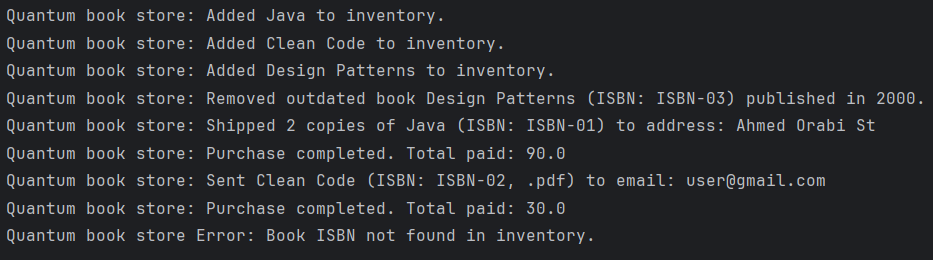 Quantum book store: Added Java to inventory.
Quantum book store: Added Clean Code to inventory.
Quantum book store: Added Design Patterns to inventory.
Quantum book store: Removed outdated book Design Patterns (ISBN: ISBN-03) published in 2000.
Quantum book store: Shipped 2 copies of Java (ISBN: ISBN-01) to address: Ahmed Orabi St
Quantum book store: Purchase completed. Total paid: 90.0
Quantum book store: Sent Clean Code (ISBN: ISBN-02, .pdf) to email: user@gmail.com
Quantum book store: Purchase completed. Total paid: 30.0
Quantum book store Error: Book ISBN not found in inventory.